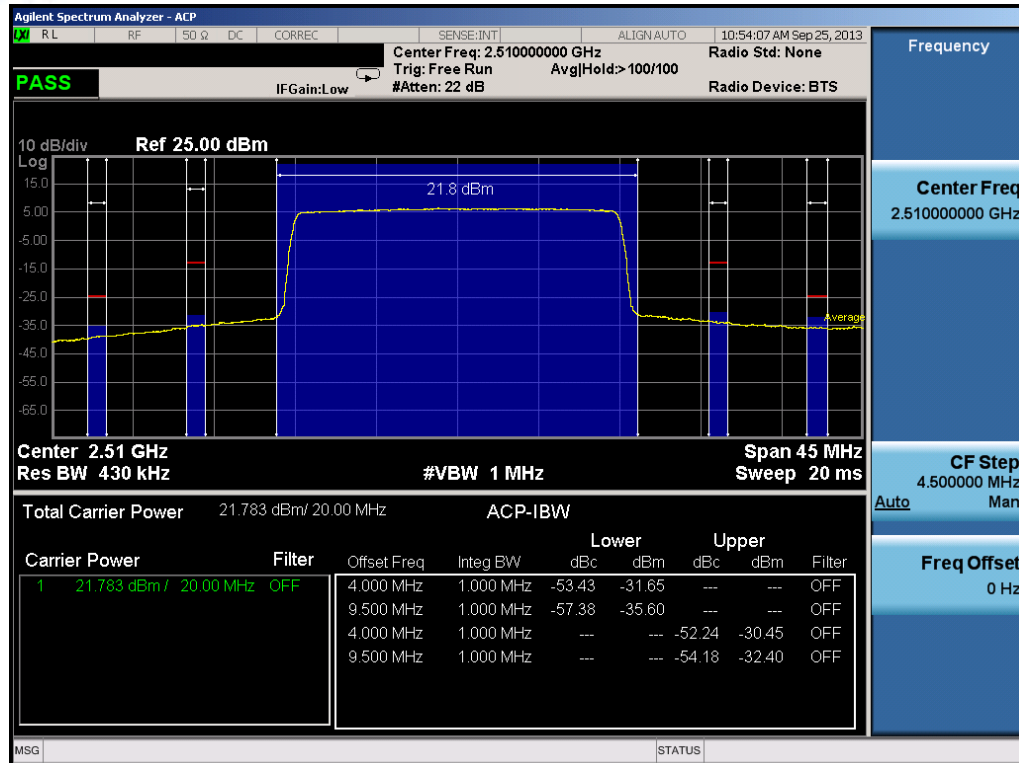 Agilent Spectrum Analyzer - ACP
LXI RL RF 50 Ω DC CORREC SENSE:INT ALIGN AUTO 10:54:07 AM Sep 25, 2013
Center Freq: 2.510000000 GHz Radio Std: None
Trig: Free Run Avg|Hold:>100/100
PASS IFGain:Low #Atten: 22 dB Radio Device: BTS
10 dB/div Ref 25.00 dBm
Log
15.0
21.8 dBm
5.00
-5.00
-15.0
-25.0
Average
-35.0
-45.0
-55.0
-65.0
Center 2.51 GHz Span 45 MHz
Res BW 430 kHz #VBW 1 MHz Sweep 20 ms
Total Carrier Power 21.783 dBm/ 20.00 MHz ACP-IBW
Lower Upper
Carrier Power Filter Offset Freq Integ BW dBc dBm dBc dBm Filter
1 21.783 dBm / 20.00 MHz OFF 4.000 MHz 1.000 MHz -53.43 -31.65 --- --- OFF
9.500 MHz 1.000 MHz -57.38 -35.60 --- --- OFF
4.000 MHz 1.000 MHz --- --- -52.24 -30.45 OFF
9.500 MHz 1.000 MHz --- --- -54.18 -32.40 OFF
MSG STATUS
Frequency
Center Freq
2.510000000 GHz
CF Step
4.500000 MHz
Auto Man
Freq Offset
0 Hz